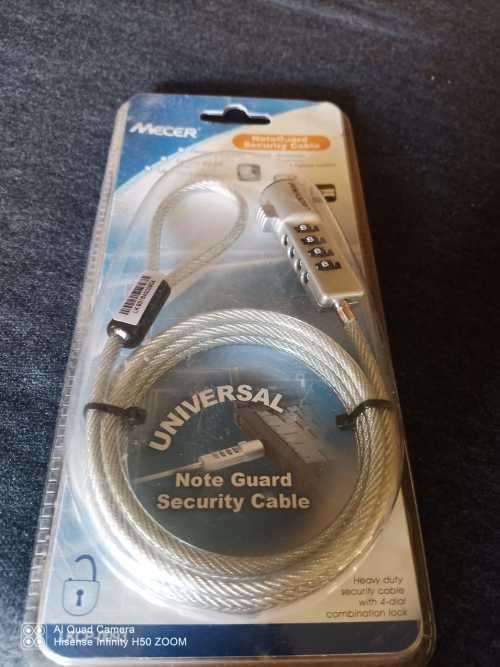 MECER
NoteGuard
Security Cable
UNIVERSAL
Note Guard
Security Cable
Heavy duty
security cable
with 4-dial
combination lock
AI Quad Camera
Hisense Infinity H50 ZOOM